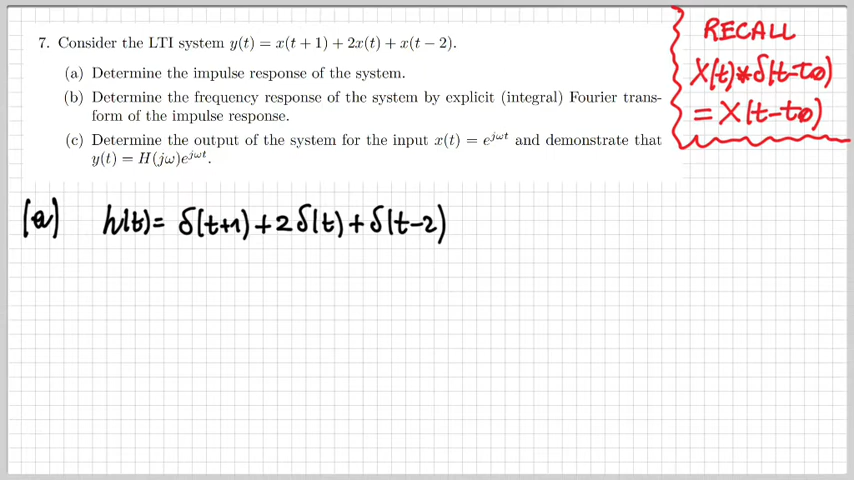 7. Consider the LTI system y(t) = x(t + 1) + 2x(t) + x(t − 2).
(a) Determine the impulse response of the system.
(b) Determine the frequency response of the system by explicit (integral) Fourier trans-
form of the impulse response.
(c) Determine the output of the system for the input x(t) = e^{jωt} and demonstrate that
y(t) = H(jω)e^{jωt}.
RECALL
X(t)*δ(t-t0)
= X(t-t0)
(a) h(t)= δ(t+1)+2δ(t)+δ(t-2)